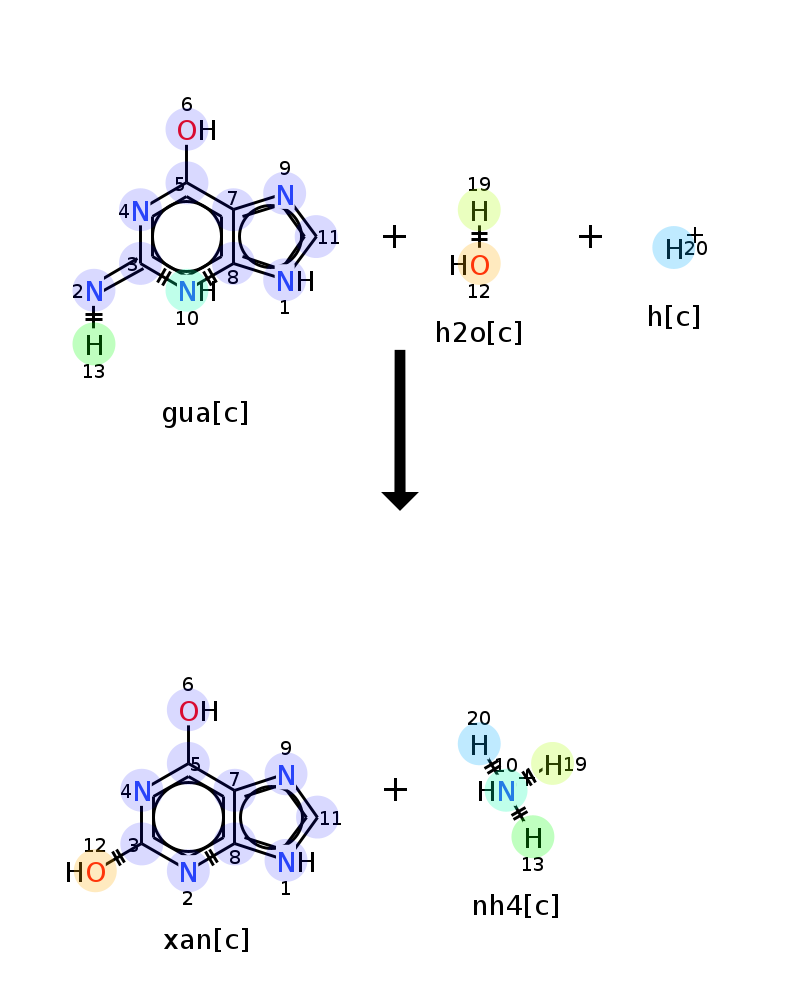 6
OH
5
9
N
4 N
7
11
3
8
2 N
NH
10
NH
1
H
13
gua[c]
+
19
H
HO
12
h2o[c]
+
H+
20
h[c]
6
OH
5
9
N
4 N
7
11
12
3
8
HO
N
2
NH
1
xan[c]
+
20
H
10
+
H 19
HN
H
13
nh4[c]